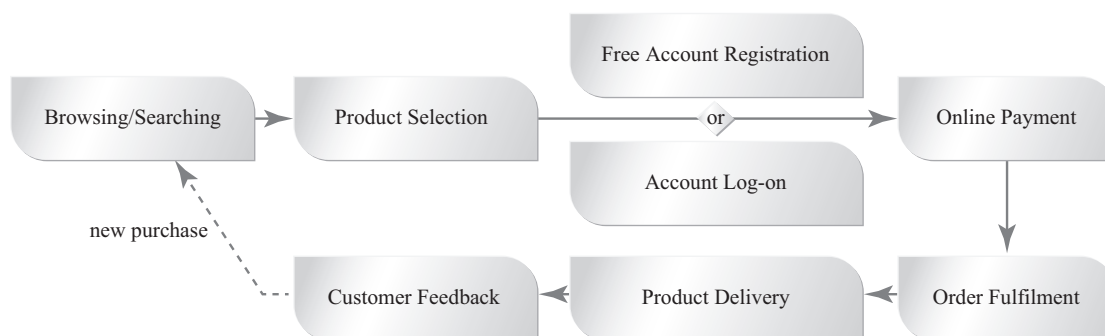 Free Account Registration
Browsing/Searching
Product Selection
or
Online Payment
Account Log-on
new purchase
Customer Feedback
Product Delivery
Order Fulfilment